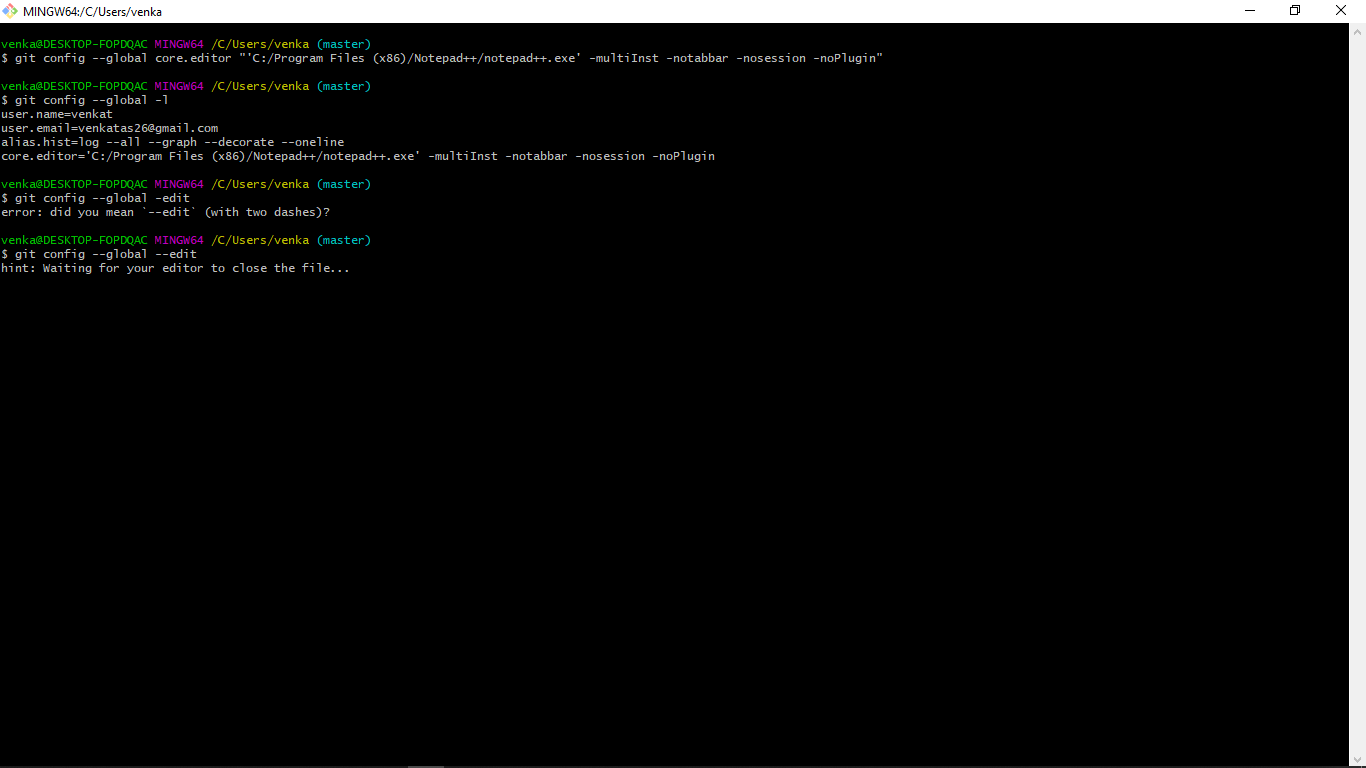 MINGW64:/C/Users/venka
venka@DESKTOP-FOPDQAC MINGW64 /C/Users/venka (master)
$ git config --global core.editor "'C:/Program Files (x86)/Notepad++/notepad++.exe' -multiInst -notabbar -nosession -noPlugin"
venka@DESKTOP-FOPDQAC MINGW64 /C/Users/venka (master)
$ git config --global -l
user.name=venkat
user.email=venkatas26@gmail.com
alias.hist=log --all --graph --decorate --oneline
core.editor='C:/Program Files (x86)/Notepad++/notepad++.exe' -multiInst -notabbar -nosession -noPlugin
venka@DESKTOP-FOPDQAC MINGW64 /C/Users/venka (master)
$ git config --global -edit
error: did you mean `--edit` (with two dashes)?
venka@DESKTOP-FOPDQAC MINGW64 /C/Users/venka (master)
$ git config --global --edit
hint: Waiting for your editor to close the file...